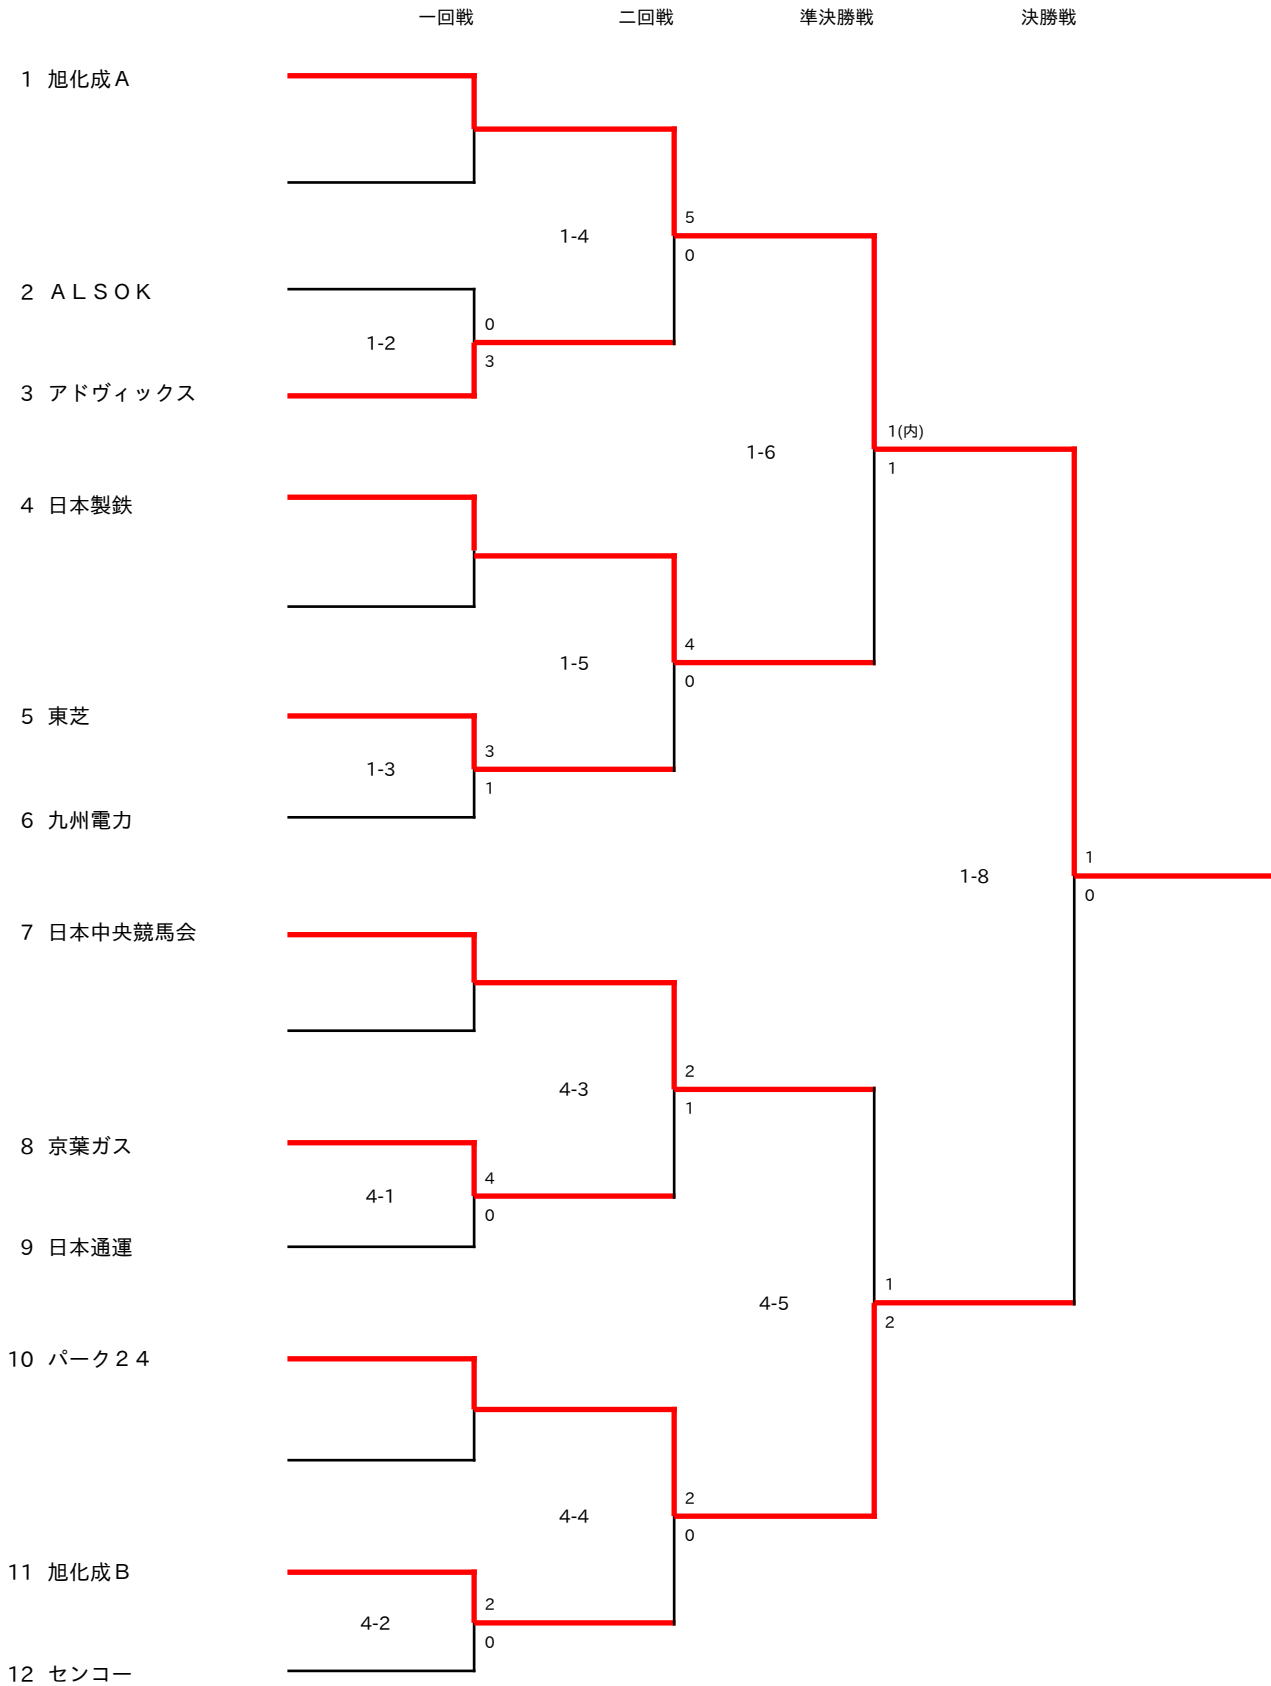 一回戦 二回戦 準決勝戦 決勝戦
1 旭化成Ａ
5
1-4
0
2 ＡＬＳＯＫ
0
1-2
3
3 アドヴィックス
1(内)
1-6
1
4 日本製鉄
4
1-5
0
5 東芝
3
1-3
1
6 九州電力
1
1-8
0
7 日本中央競馬会
2
4-3
1
8 京葉ガス
4
4-1
0
9 日本通運
1
4-5
2
10 パーク２４
2
4-4
0
11 旭化成Ｂ
2
4-2
0
12 センコー